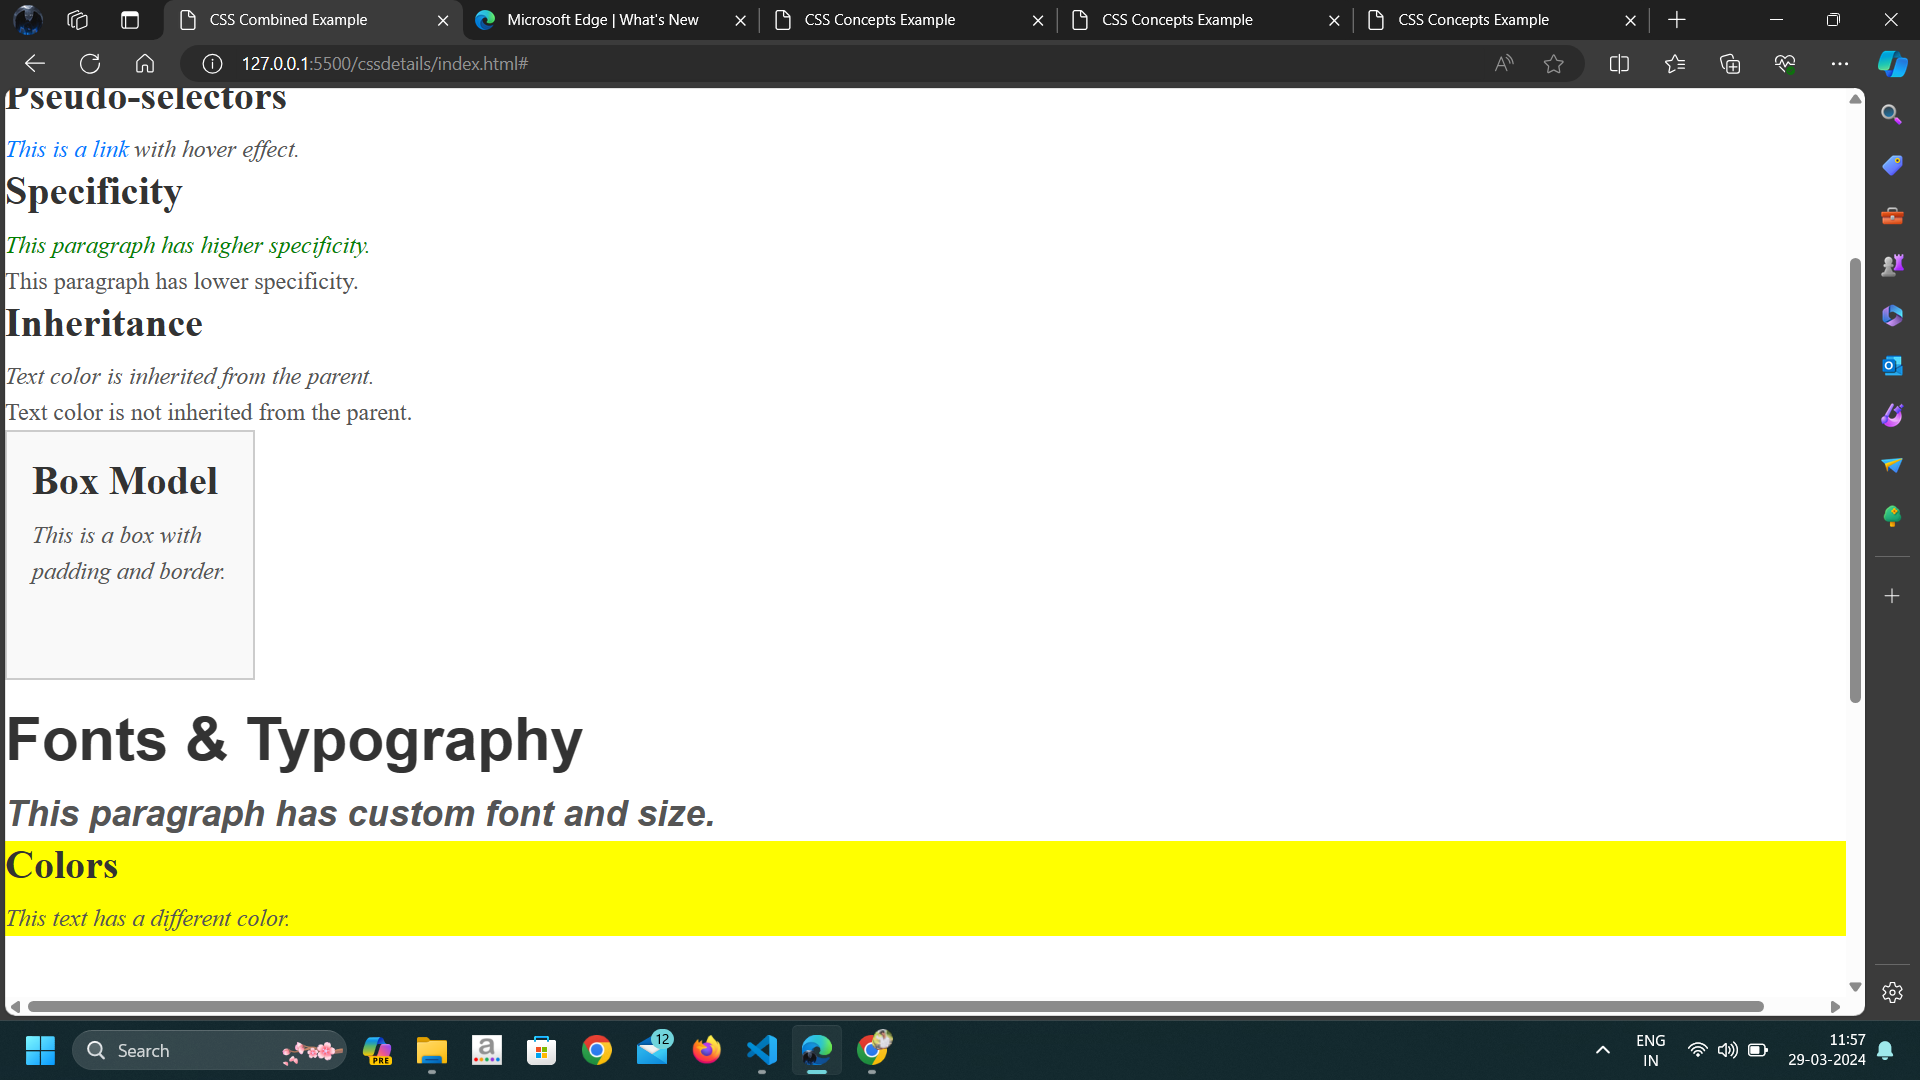 CSS Combined Example
Microsoft Edge | What's New
CSS Concepts Example
CSS Concepts Example
CSS Concepts Example
127.0.0.1:5500/cssdetails/index.html#
Pseudo-selectors
This is a link with hover effect.
Specificity
This paragraph has higher specificity.
This paragraph has lower specificity.
Inheritance
Text color is inherited from the parent.
Text color is not inherited from the parent.
Box Model
This is a box with
padding and border.
Fonts & Typography
This paragraph has custom font and size.
Colors
This text has a different color.
Search
PRE
a
12
ENG
IN
11:57
29-03-2024